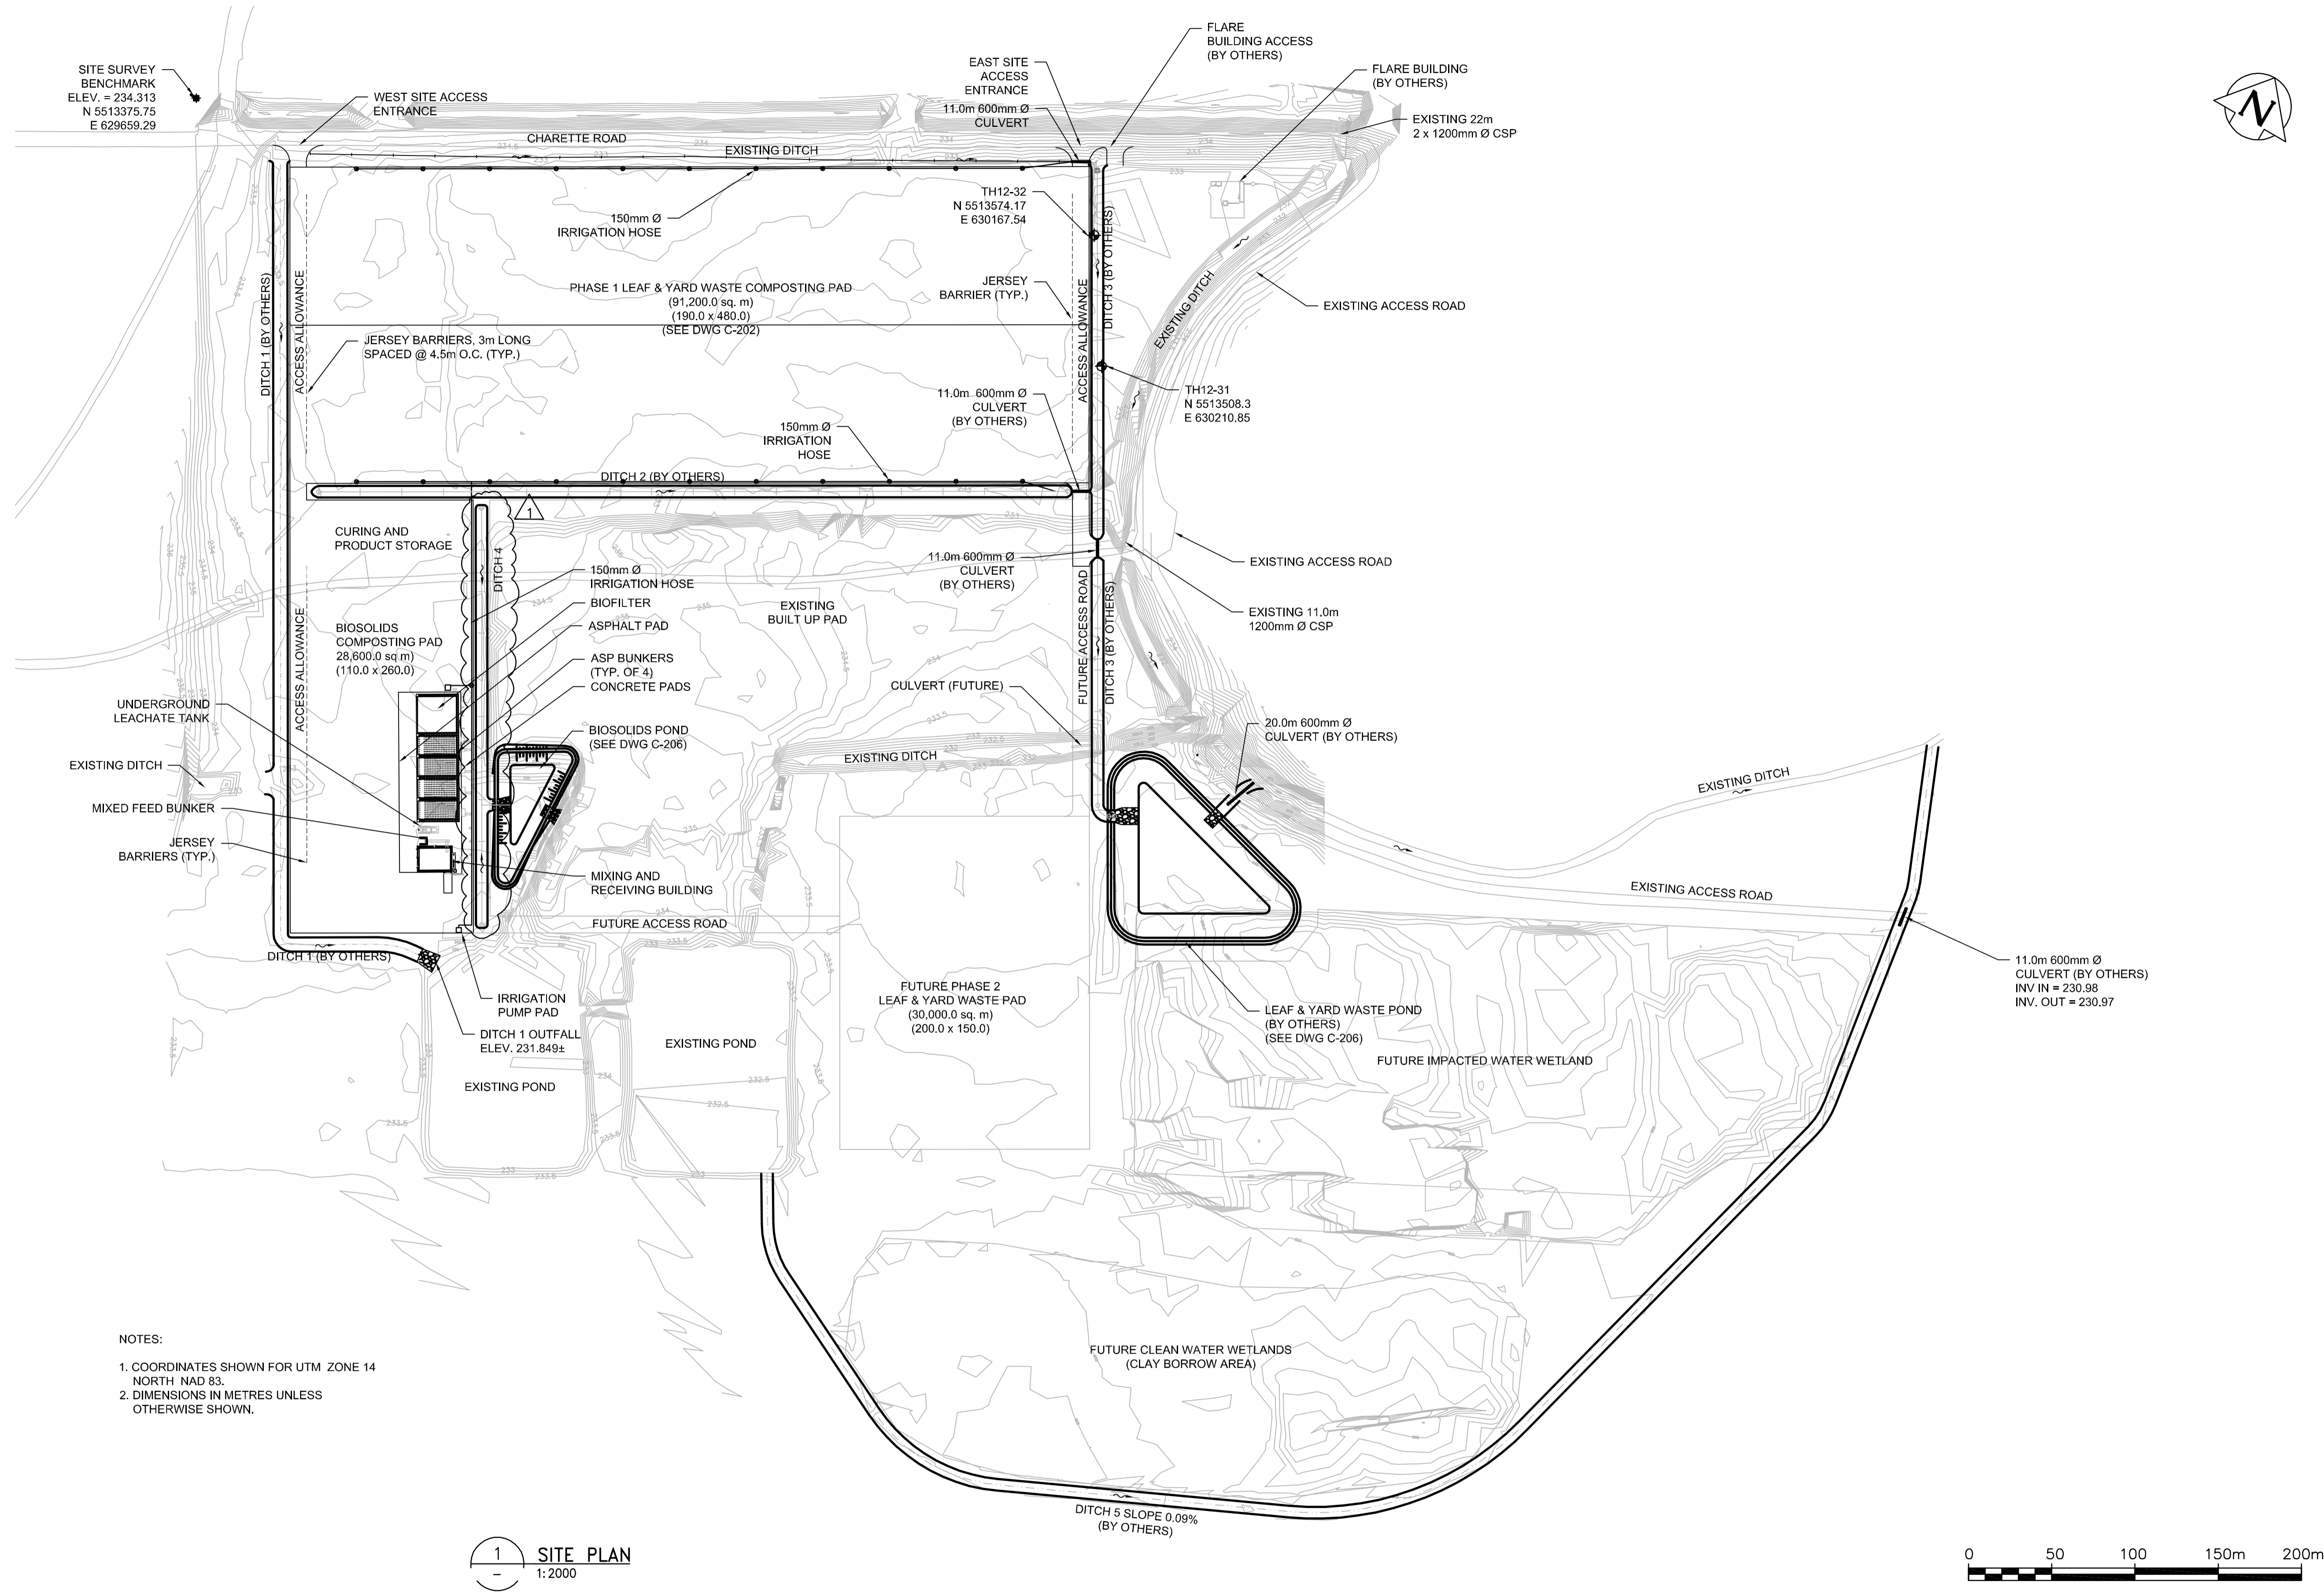 FLARE
BUILDING ACCESS
(BY OTHERS)
SITE SURVEY
BENCHMARK
ELEV. = 234.313
N 5513375.75
E 629659.29
WEST SITE ACCESS
ENTRANCE
EAST SITE
ACCESS
ENTRANCE
11.0m 600mm Ø
CULVERT
FLARE BUILDING
(BY OTHERS)
EXISTING 22m
2 x 1200mm Ø CSP
N
CHARETTE ROAD
EXISTING DITCH
234.5
233
234
233
234
233
150mm Ø
IRRIGATION HOSE
TH12-32
N 5513574.17
E 630167.54
DITCH 1 (BY OTHERS)
ACCESS ALLOWANCE
PHASE 1 LEAF & YARD WASTE COMPOSTING PAD
(91,200.0 sq. m)
(190.0 x 480.0)
(SEE DWG C-202)
JERSEY
BARRIER (TYP.)
ACCESS ALLOWANCE
DITCH 3 (BY OTHERS)
EXISTING DITCH
EXISTING ACCESS ROAD
JERSEY BARRIERS, 3m LONG
SPACED @ 4.5m O.C. (TYP.)
11.0m 600mm Ø
CULVERT
(BY OTHERS)
TH12-31
N 5513508.3
E 630210.85
150mm Ø
IRRIGATION
HOSE
DITCH 2 (BY OTHERS)
1
CURING AND
PRODUCT STORAGE
DITCH 4
11.0m 600mm Ø
CULVERT
(BY OTHERS)
EXISTING ACCESS ROAD
150mm Ø
IRRIGATION HOSE
BIOFILTER
ASPHALT PAD
ASP BUNKERS
(TYP. OF 4)
CONCRETE PADS
EXISTING
BUILT UP PAD
FUTURE ACCESS ROAD
DITCH 3 (BY OTHERS)
EXISTING 11.0m
1200mm Ø CSP
ACCESS ALLOWANCE
BIOSOLIDS
COMPOSTING PAD
28,600.0 sq m)
(110.0 x 260.0)
UNDERGROUND
LEACHATE TANK
CULVERT (FUTURE)
BIOSOLIDS POND
(SEE DWG C-206)
20.0m 600mm Ø
CULVERT (BY OTHERS)
EXISTING DITCH
EXISTING DITCH
EXISTING DITCH
MIXED FEED BUNKER
JERSEY
BARRIERS (TYP.)
MIXING AND
RECEIVING BUILDING
EXISTING ACCESS ROAD
FUTURE ACCESS ROAD
DITCH 1 (BY OTHERS)
IRRIGATION
PUMP PAD
DITCH 1 OUTFALL
ELEV. 231.849±
EXISTING POND
EXISTING POND
FUTURE PHASE 2
LEAF & YARD WASTE PAD
(30,000.0 sq. m)
(200.0 x 150.0)
LEAF & YARD WASTE POND
(BY OTHERS)
(SEE DWG C-206)
11.0m 600mm Ø
CULVERT (BY OTHERS)
INV IN = 230.98
INV. OUT = 230.97
FUTURE IMPACTED WATER WETLAND
232.5
232.5
233
233.5
233
NOTES:
1. COORDINATES SHOWN FOR UTM ZONE 14
NORTH NAD 83.
2. DIMENSIONS IN METRES UNLESS
OTHERWISE SHOWN.
FUTURE CLEAN WATER WETLANDS
(CLAY BORROW AREA)
DITCH 5 SLOPE 0.09%
(BY OTHERS)
1
–
SITE PLAN
1:2000
0 50 100 150m 200m